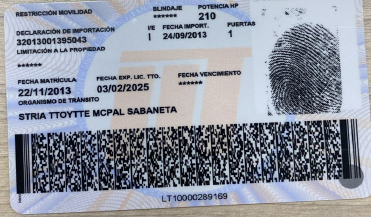 RESTRICCIÓN MOVILIDAD BLINDAJE POTENCIA HP
****** ****** 210
DECLARACIÓN DE IMPORTACIÓN I/E FECHA IMPORT. PUERTAS
32013001395043 I 24/09/2013 1
LIMITACIÓN A LA PROPIEDAD
******
FECHA MATRICULA FECHA EXP. LIC. TTO. FECHA VENCIMIENTO
22/11/2013 03/02/2025 ******
ORGANISMO DE TRÁNSITO
STRIA TTOYTTE MCPAL SABANETA
LT10000289169